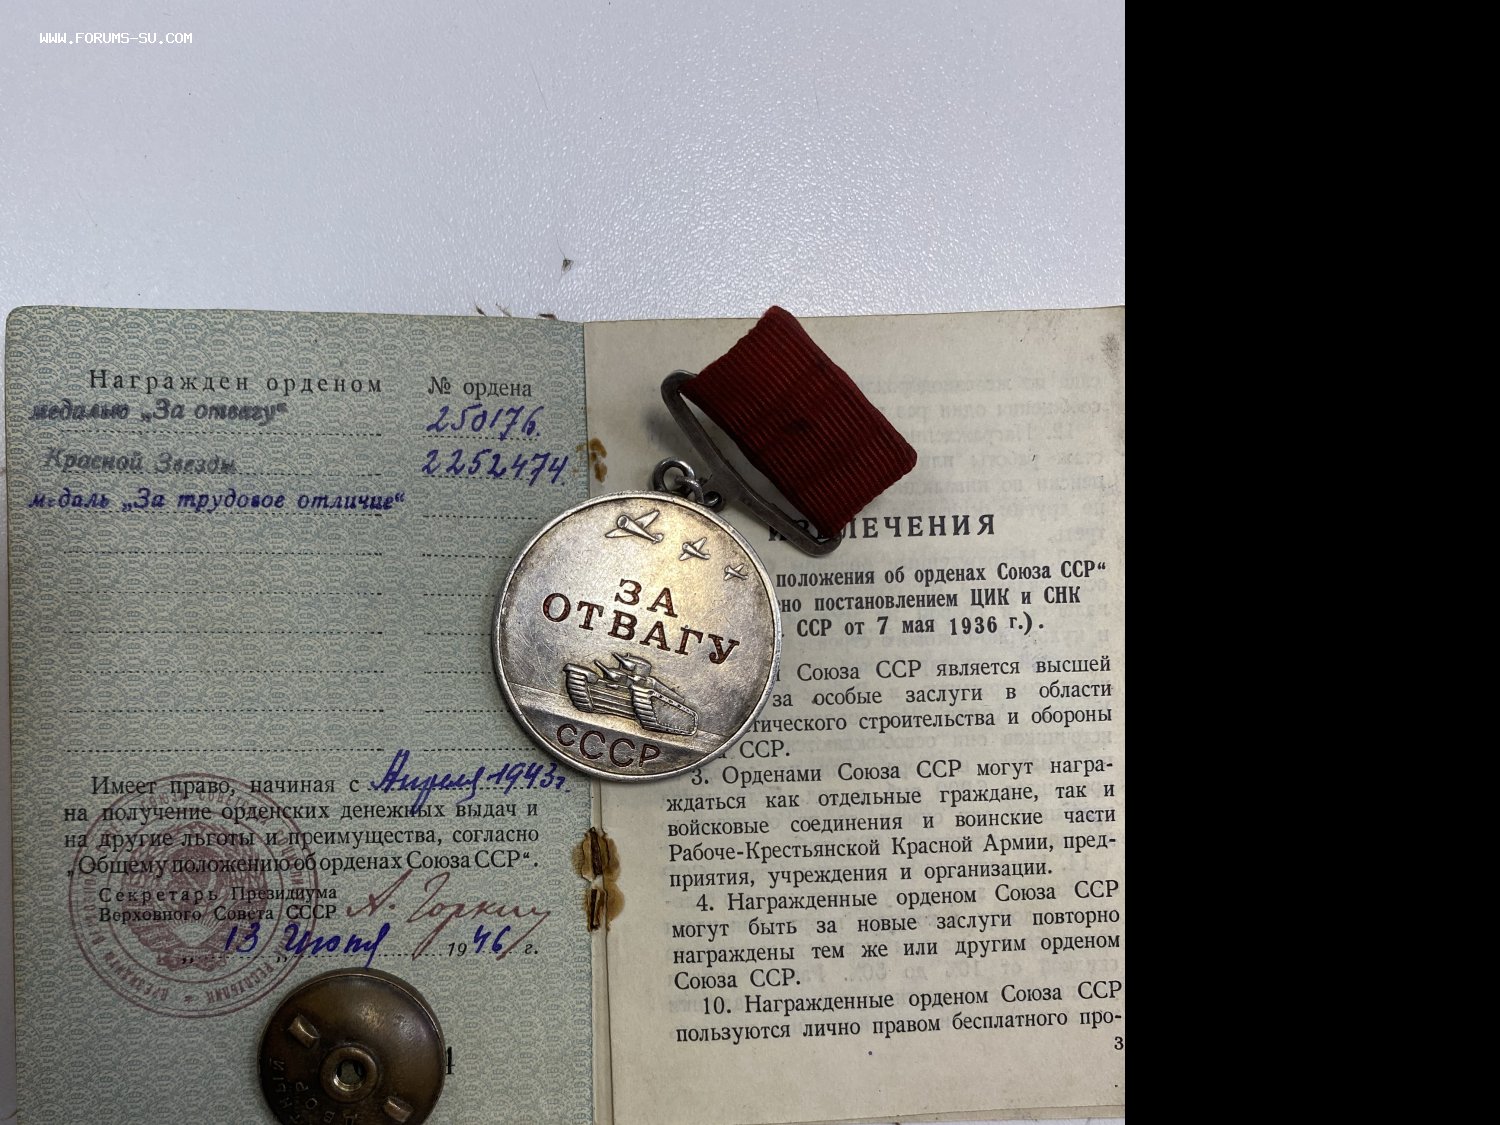 WWW.FORUMS-SU.COM
Награжден орденом № ордена
медалью „За отвагу“ 250176.
Красной Звезды 2252474.
медаль „За трудовое отличие“
Имеет право, начиная с Апреля 1943 г.
на получение орденских денежных выдач и
на другие льготы и преимущества, согласно
„Общему положению об орденах Союза ССР“.
Секретарь Президиума
Верховного Совета СССР А. Горкин
„13 „ Июня 1946 г.
ЗА
ОТВАГУ
СССР
ЛЕЧЕНИЯ
положения об орденах Союза ССР“
но постановлением ЦИК и СНК
ССР от 7 мая 1936 г.).
Союза ССР является высшей
за особые заслуги в области
тического строительства и обороны
ССР.
3. Орденами Союза ССР могут награ-
ждаться как отдельные граждане, так и
войсковые соединения и воинские части
Рабоче-Крестьянской Красной Армии, пред-
приятия, учреждения и организации.
4. Награжденные орденом Союза ССР
могут быть за новые заслуги повторно
награждены тем же или другим орденом
Союза ССР.
10. Награжденные орденом Союза ССР
пользуются лично правом бесплатного про-
3